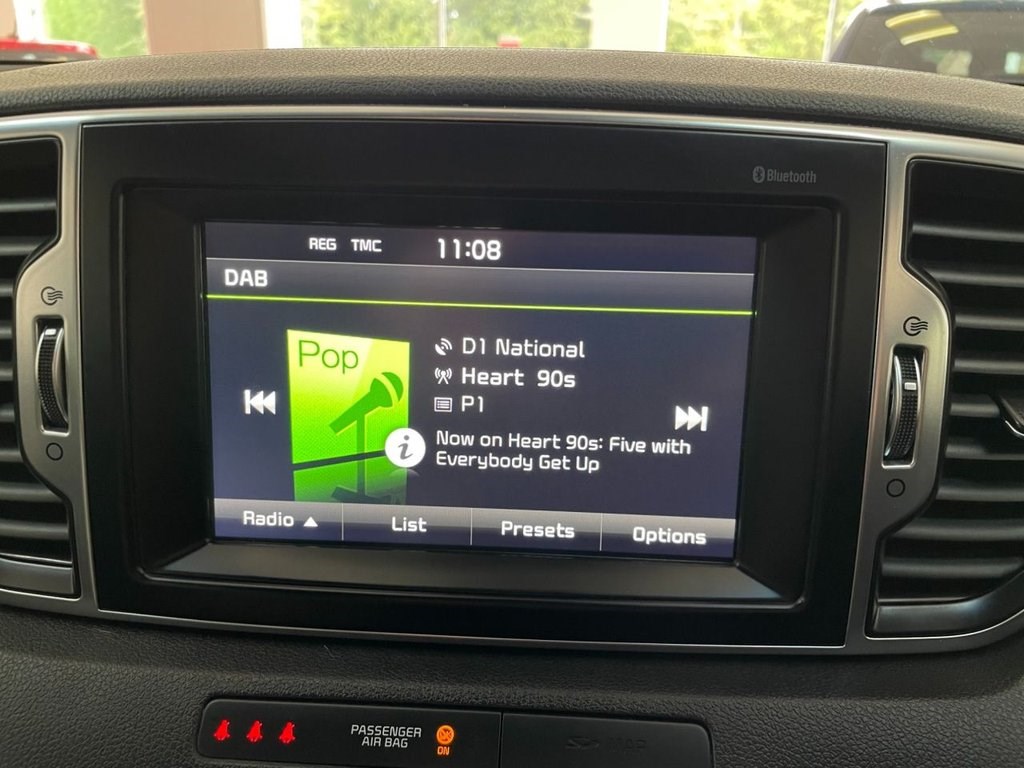 Bluetooth
REG TMC 11:08
DAB
Pop
D1 National
Heart 90s
P1
i
Now on Heart 90s: Five with
Everybody Get Up
Radio List Presets Options
PASSENGER
AIR BAG
ON